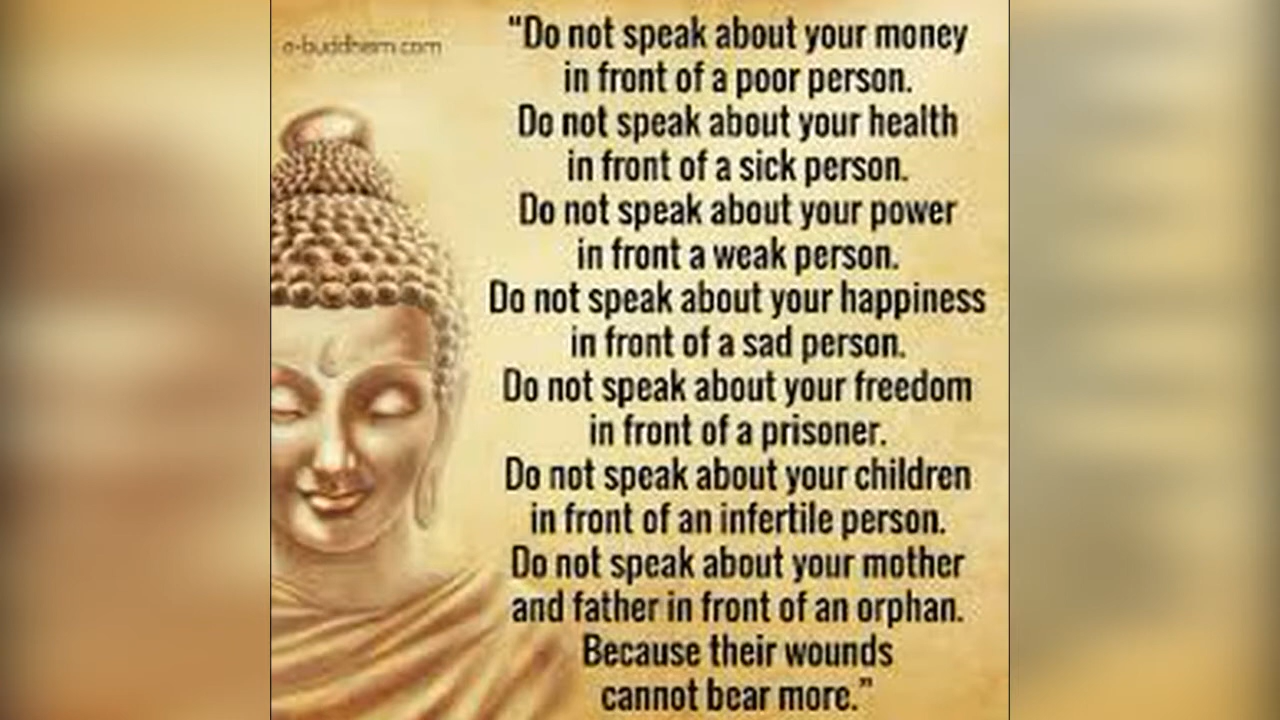 e-buddhism.com
"Do not speak about your money
in front of a poor person.
Do not speak about your health
in front of a sick person.
Do not speak about your power
in front a weak person.
Do not speak about your happiness
in front of a sad person.
Do not speak about your freedom
in front of a prisoner.
Do not speak about your children
in front of an infertile person.
Do not speak about your mother
and father in front of an orphan.
Because their wounds
cannot bear more."